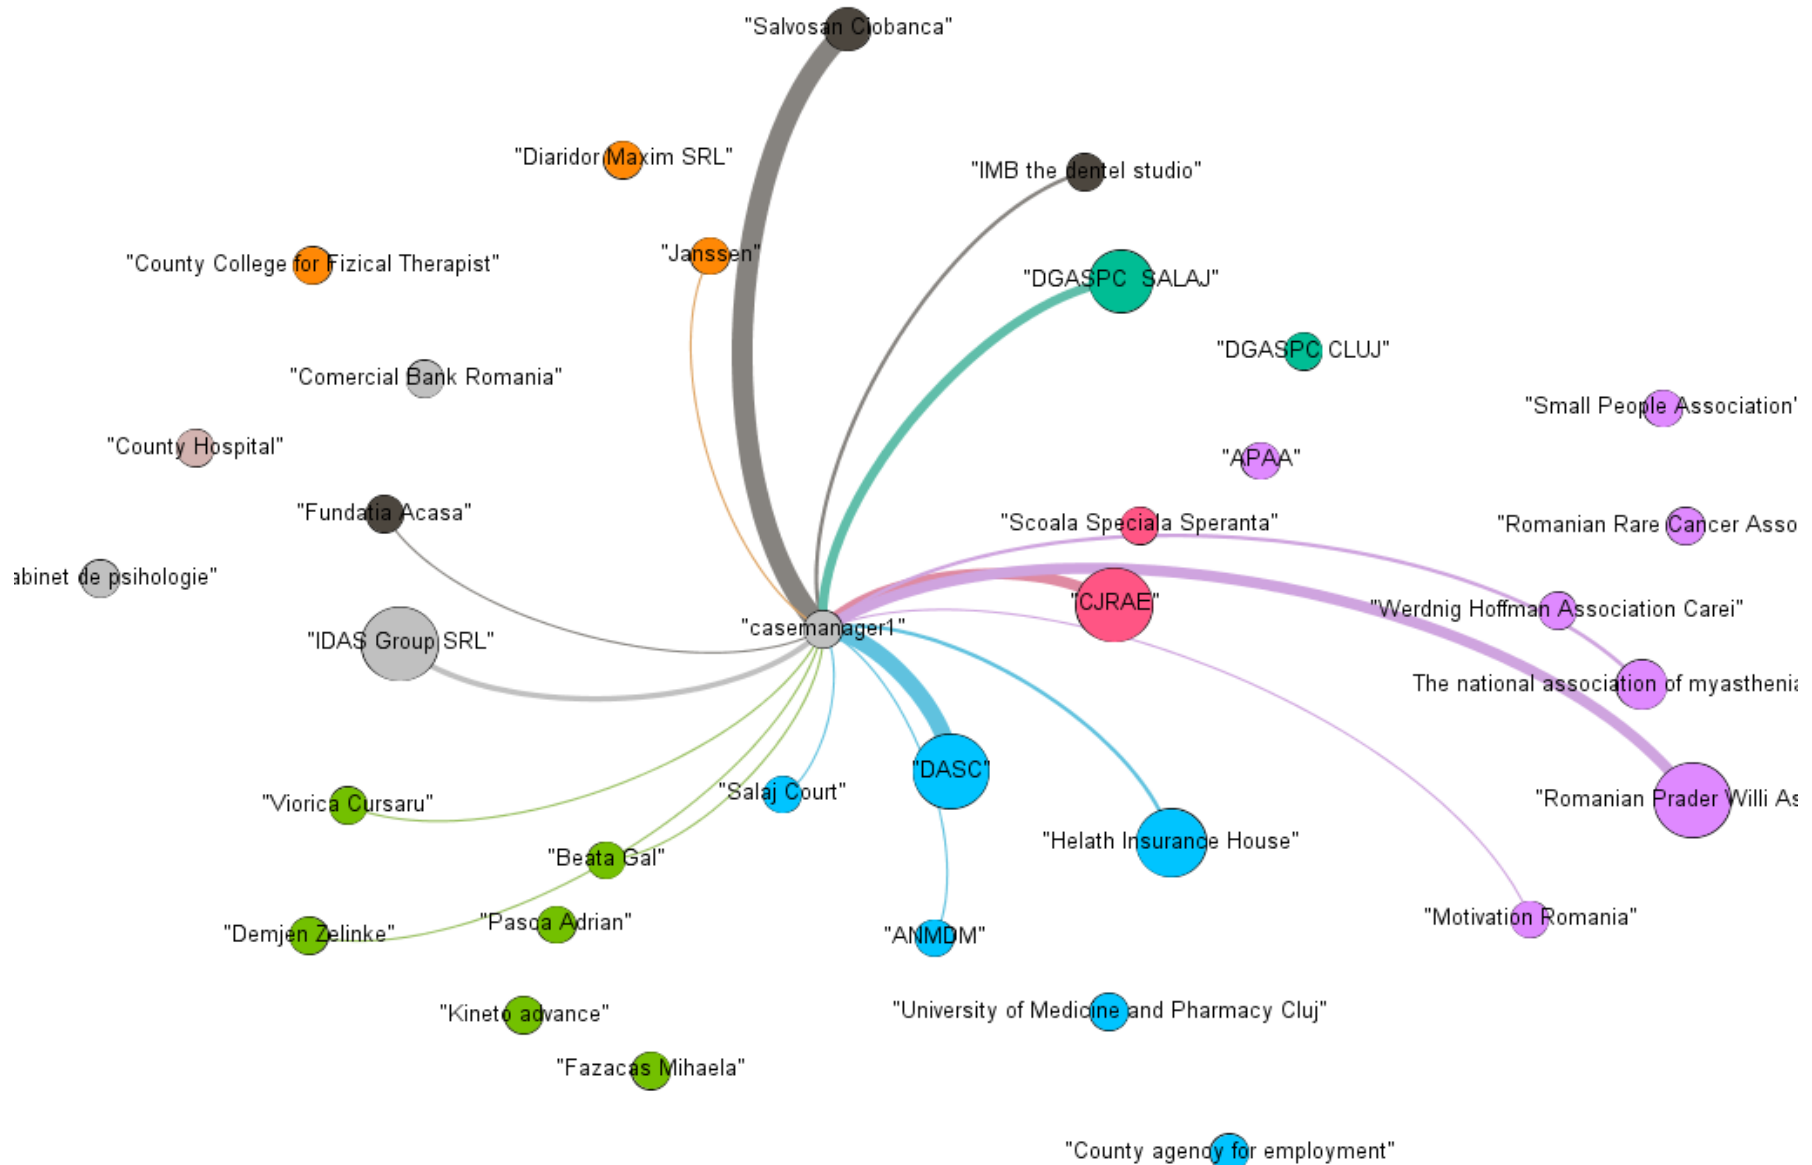 "Salvosan Ciobanca"
"Diaridor Maxim SRL"
"IMB the dentel studio"
"Janssen"
"County College for Fizical Therapist"
"DGASPC SALAJ"
"DGASPC CLUJ"
"Comercial Bank Romania"
"Small People Association"
"County Hospital"
"APAA"
"Fundatia Acasa"
"Scoala Speciala Speranta"
"Romanian Rare Cancer Asso
abinet de psihologie"
"CJRAE"
"Werdnig Hoffman Association Carei"
"casemanager1"
"IDAS Group SRL"
The national association of myasthenia
"DASC"
"Salaj Court"
"Viorica Cursaru"
"Romanian Prader Willi As
"Helath Insurance House"
"Beata Gal"
"Motivation Romania"
"Pasca Adrian"
"Demjen Zelinke"
"ANMDM"
"University of Medicine and Pharmacy Cluj"
"Kineto advance"
"Fazacas Mihaela"
"County agency for employment"